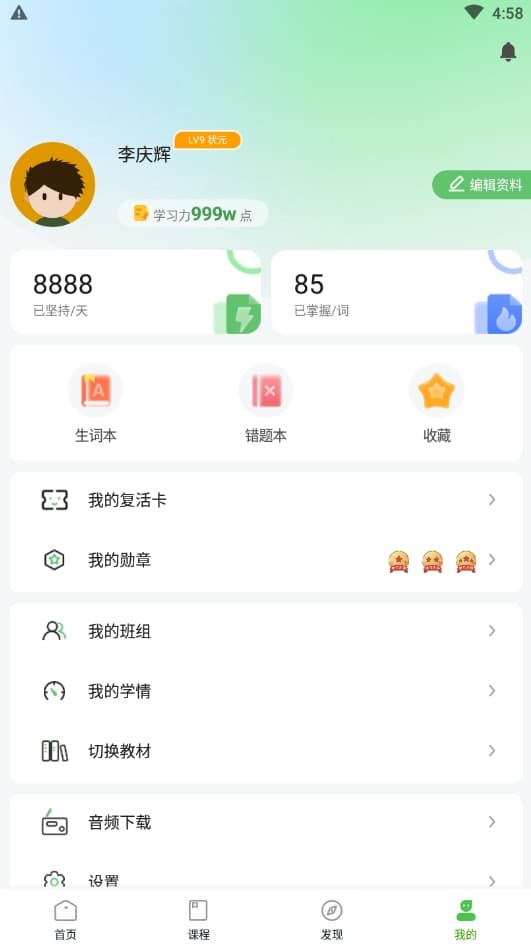 4:58
LV9 状元
李庆辉
编辑资料
学习力999w 点
8888
已坚持/天
85
已掌握/词
生词本
错题本
收藏
我的复活卡
我的勋章
我的班组
我的学情
切换教材
音频下载
设置
首页
课程
发现
我的